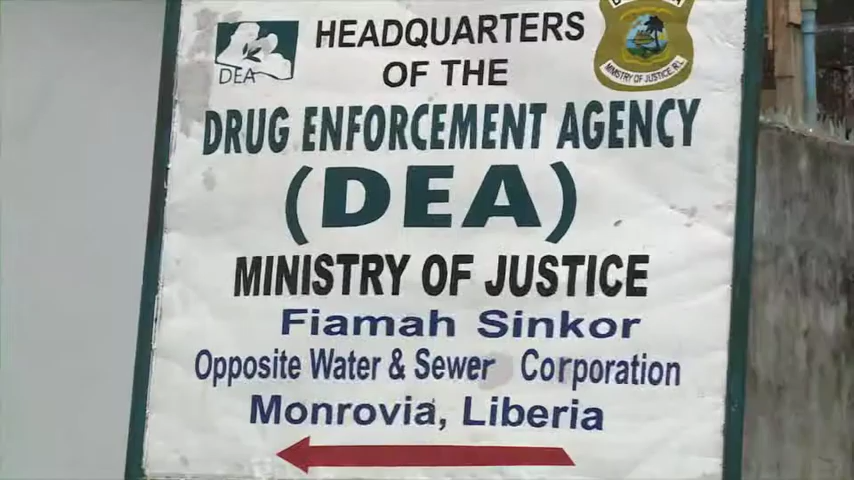 HEADQUARTERS
OF THE
DEA
MINISTRY OF JUSTICE, R.L.
DRUG ENFORCEMENT AGENCY
(DEA)
MINISTRY OF JUSTICE
Fiamah Sinkor
Opposite Water & Sewer Corporation
Monrovia, Liberia